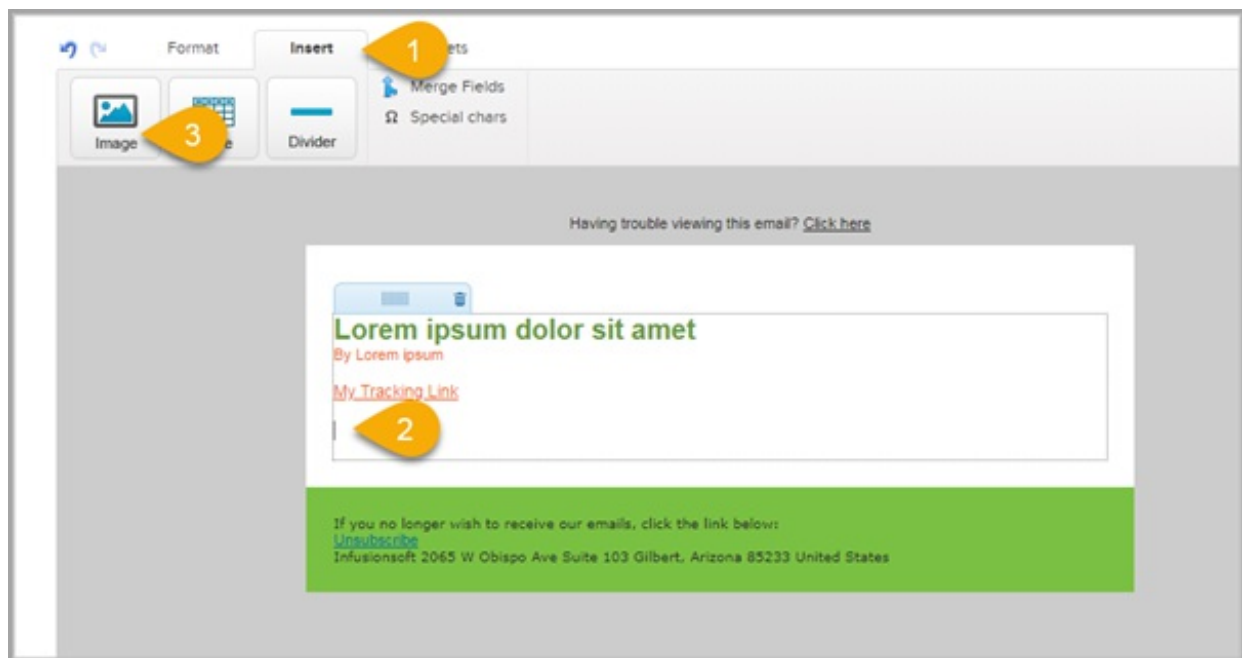 Format Insert 1 ets
Merge Fields
Ω Special chars
Image 3 e Divider
Having trouble viewing this email? Click here
Lorem ipsum dolor sit amet
By Lorem ipsum
My Tracking Link
2
If you no longer wish to receive our emails, click the link below:
Unsubscribe
Infusionsoft 2065 W Obispo Ave Suite 103 Gilbert, Arizona 85233 United States